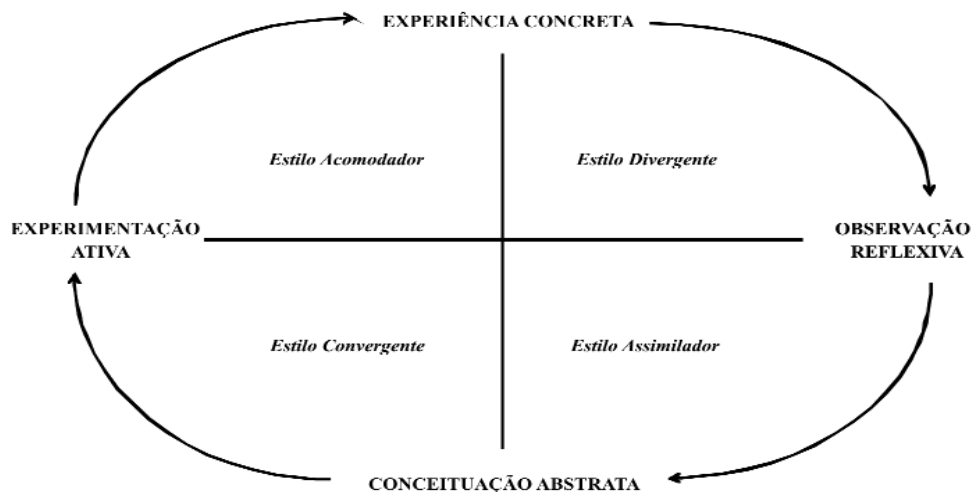 EXPERIÊNCIA CONCRETA
Estilo Acomodador
Estilo Divergente
EXPERIMENTAÇÃO
ATIVA
OBSERVAÇÃO
REFLEXIVA
Estilo Convergente
Estilo Assimilador
CONCEITUAÇÃO ABSTRATA